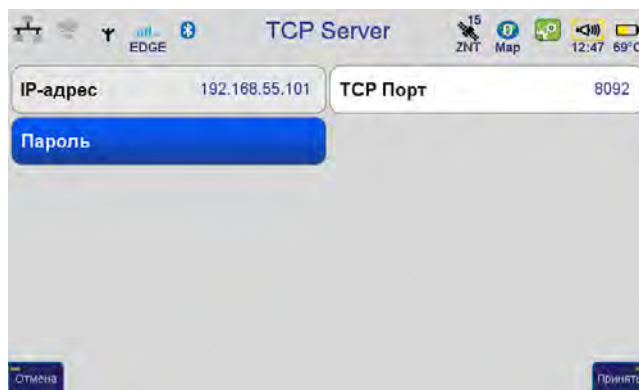 EDGE
TCP Server
15
ZNT
Map
12:47 69°C
IP-адрес 192.168.55.101
TCP Порт 8092
Пароль
Отмена
Принять